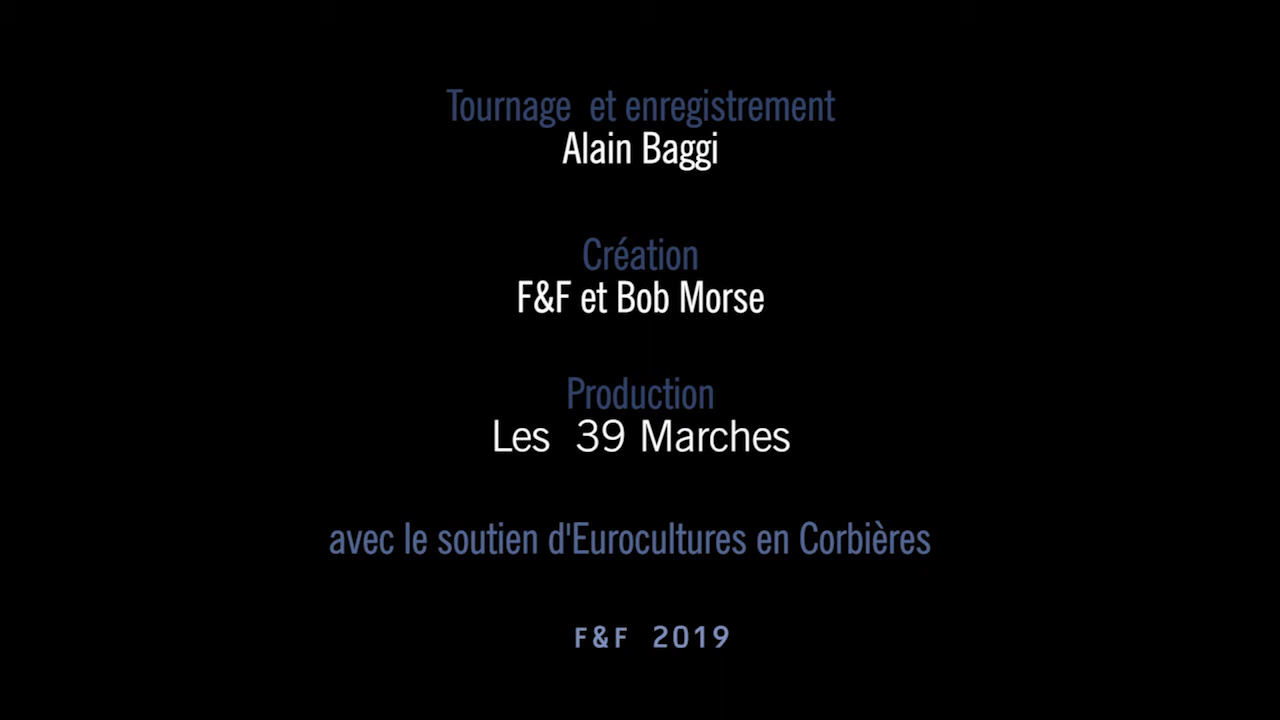 Tournage et enregistrement
Alain Baggi
Création
F&F et Bob Morse
Production
Les 39 Marches
avec le soutien d'Eurocultures en Corbières
F&F 2019